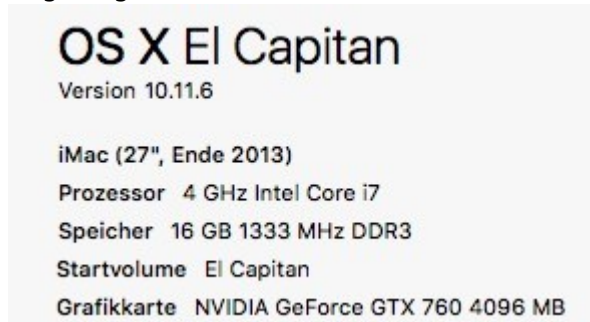 OS X El Capitan
Version 10.11.6
iMac (27", Ende 2013)
Prozessor 4 GHz Intel Core i7
Speicher 16 GB 1333 MHz DDR3
Startvolume El Capitan
Grafikkarte NVIDIA GeForce GTX 760 4096 MB